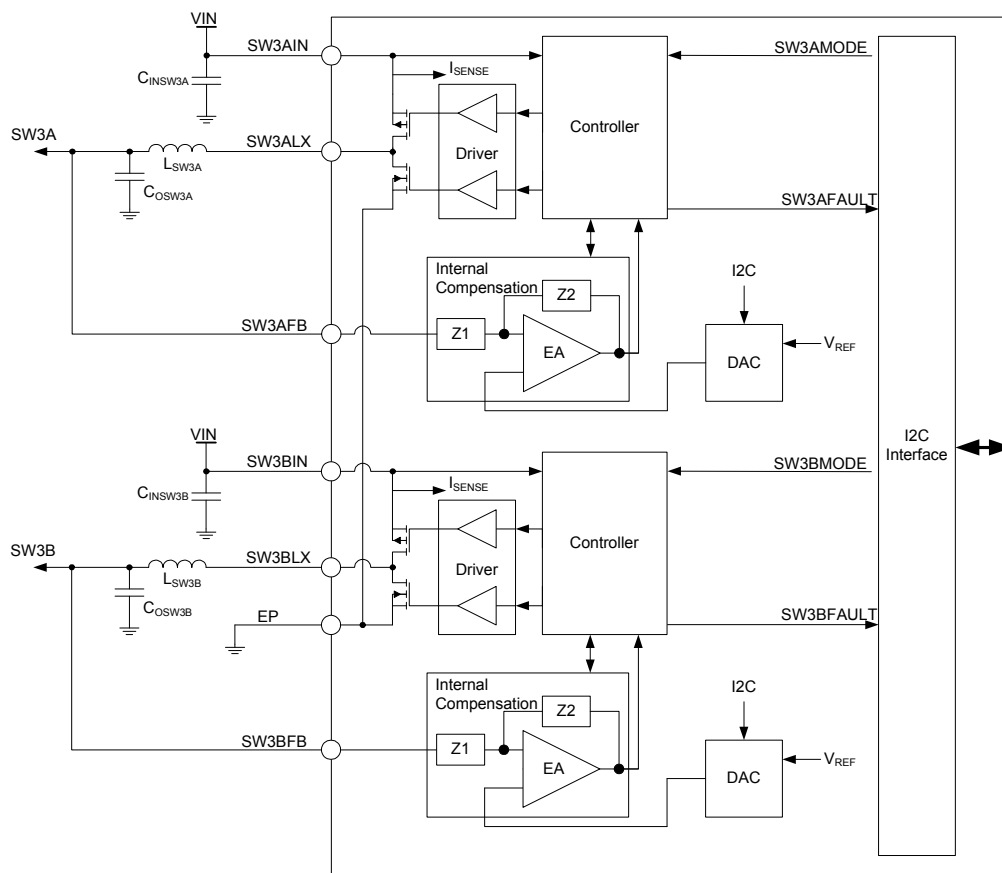 VIN
SW3AIN
SW3AMODE
ISENSE
CINSW3A
Controller
SW3A
SW3ALX
Driver
LSW3A
COSW3A
SW3AFAULT
Internal
Compensation
I2C
Z2
SW3AFB
Z1
EA
DAC
VREF
VIN
SW3BIN
SW3BMODE
I2C
Interface
ISENSE
CINSW3B
Controller
SW3B
SW3BLX
Driver
LSW3B
COSW3B
EP
SW3BFAULT
Internal
Compensation
I2C
Z2
SW3BFB
Z1
EA
DAC
VREF